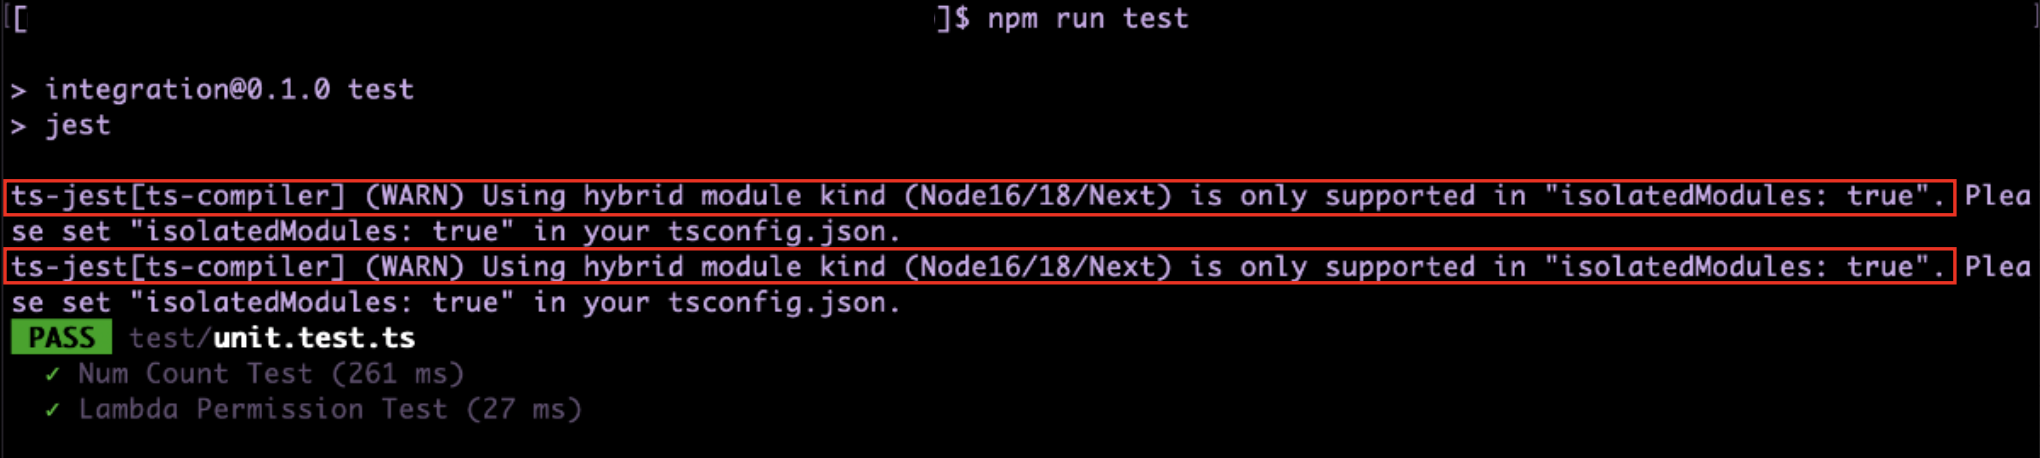 [[ ]$ npm run test ]
> integration@0.1.0 test
> jest
ts-jest[ts-compiler] (WARN) Using hybrid module kind (Node16/18/Next) is only supported in "isolatedModules: true". Plea
se set "isolatedModules: true" in your tsconfig.json.
ts-jest[ts-compiler] (WARN) Using hybrid module kind (Node16/18/Next) is only supported in "isolatedModules: true". Plea
se set "isolatedModules: true" in your tsconfig.json.
PASS test/unit.test.ts
✓ Num Count Test (261 ms)
✓ Lambda Permission Test (27 ms)